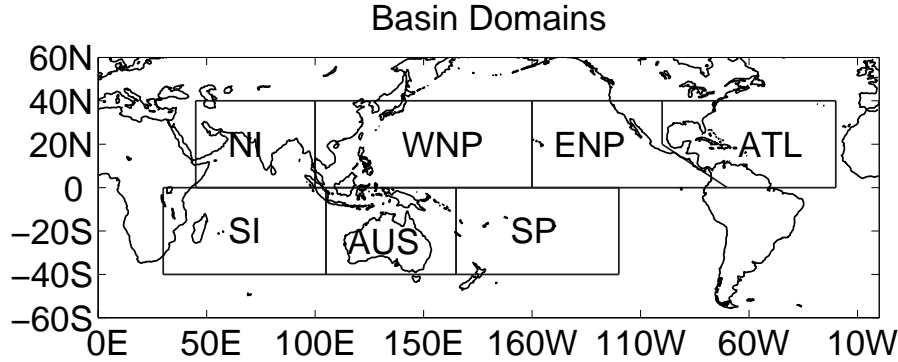 Basin Domains
60N
40N
20N
0
−20S
−40S
−60S
NI
WNP
ENP
ATL
SI
AUS
SP
0E 50E 100E 150E 160W 110W 60W 10W